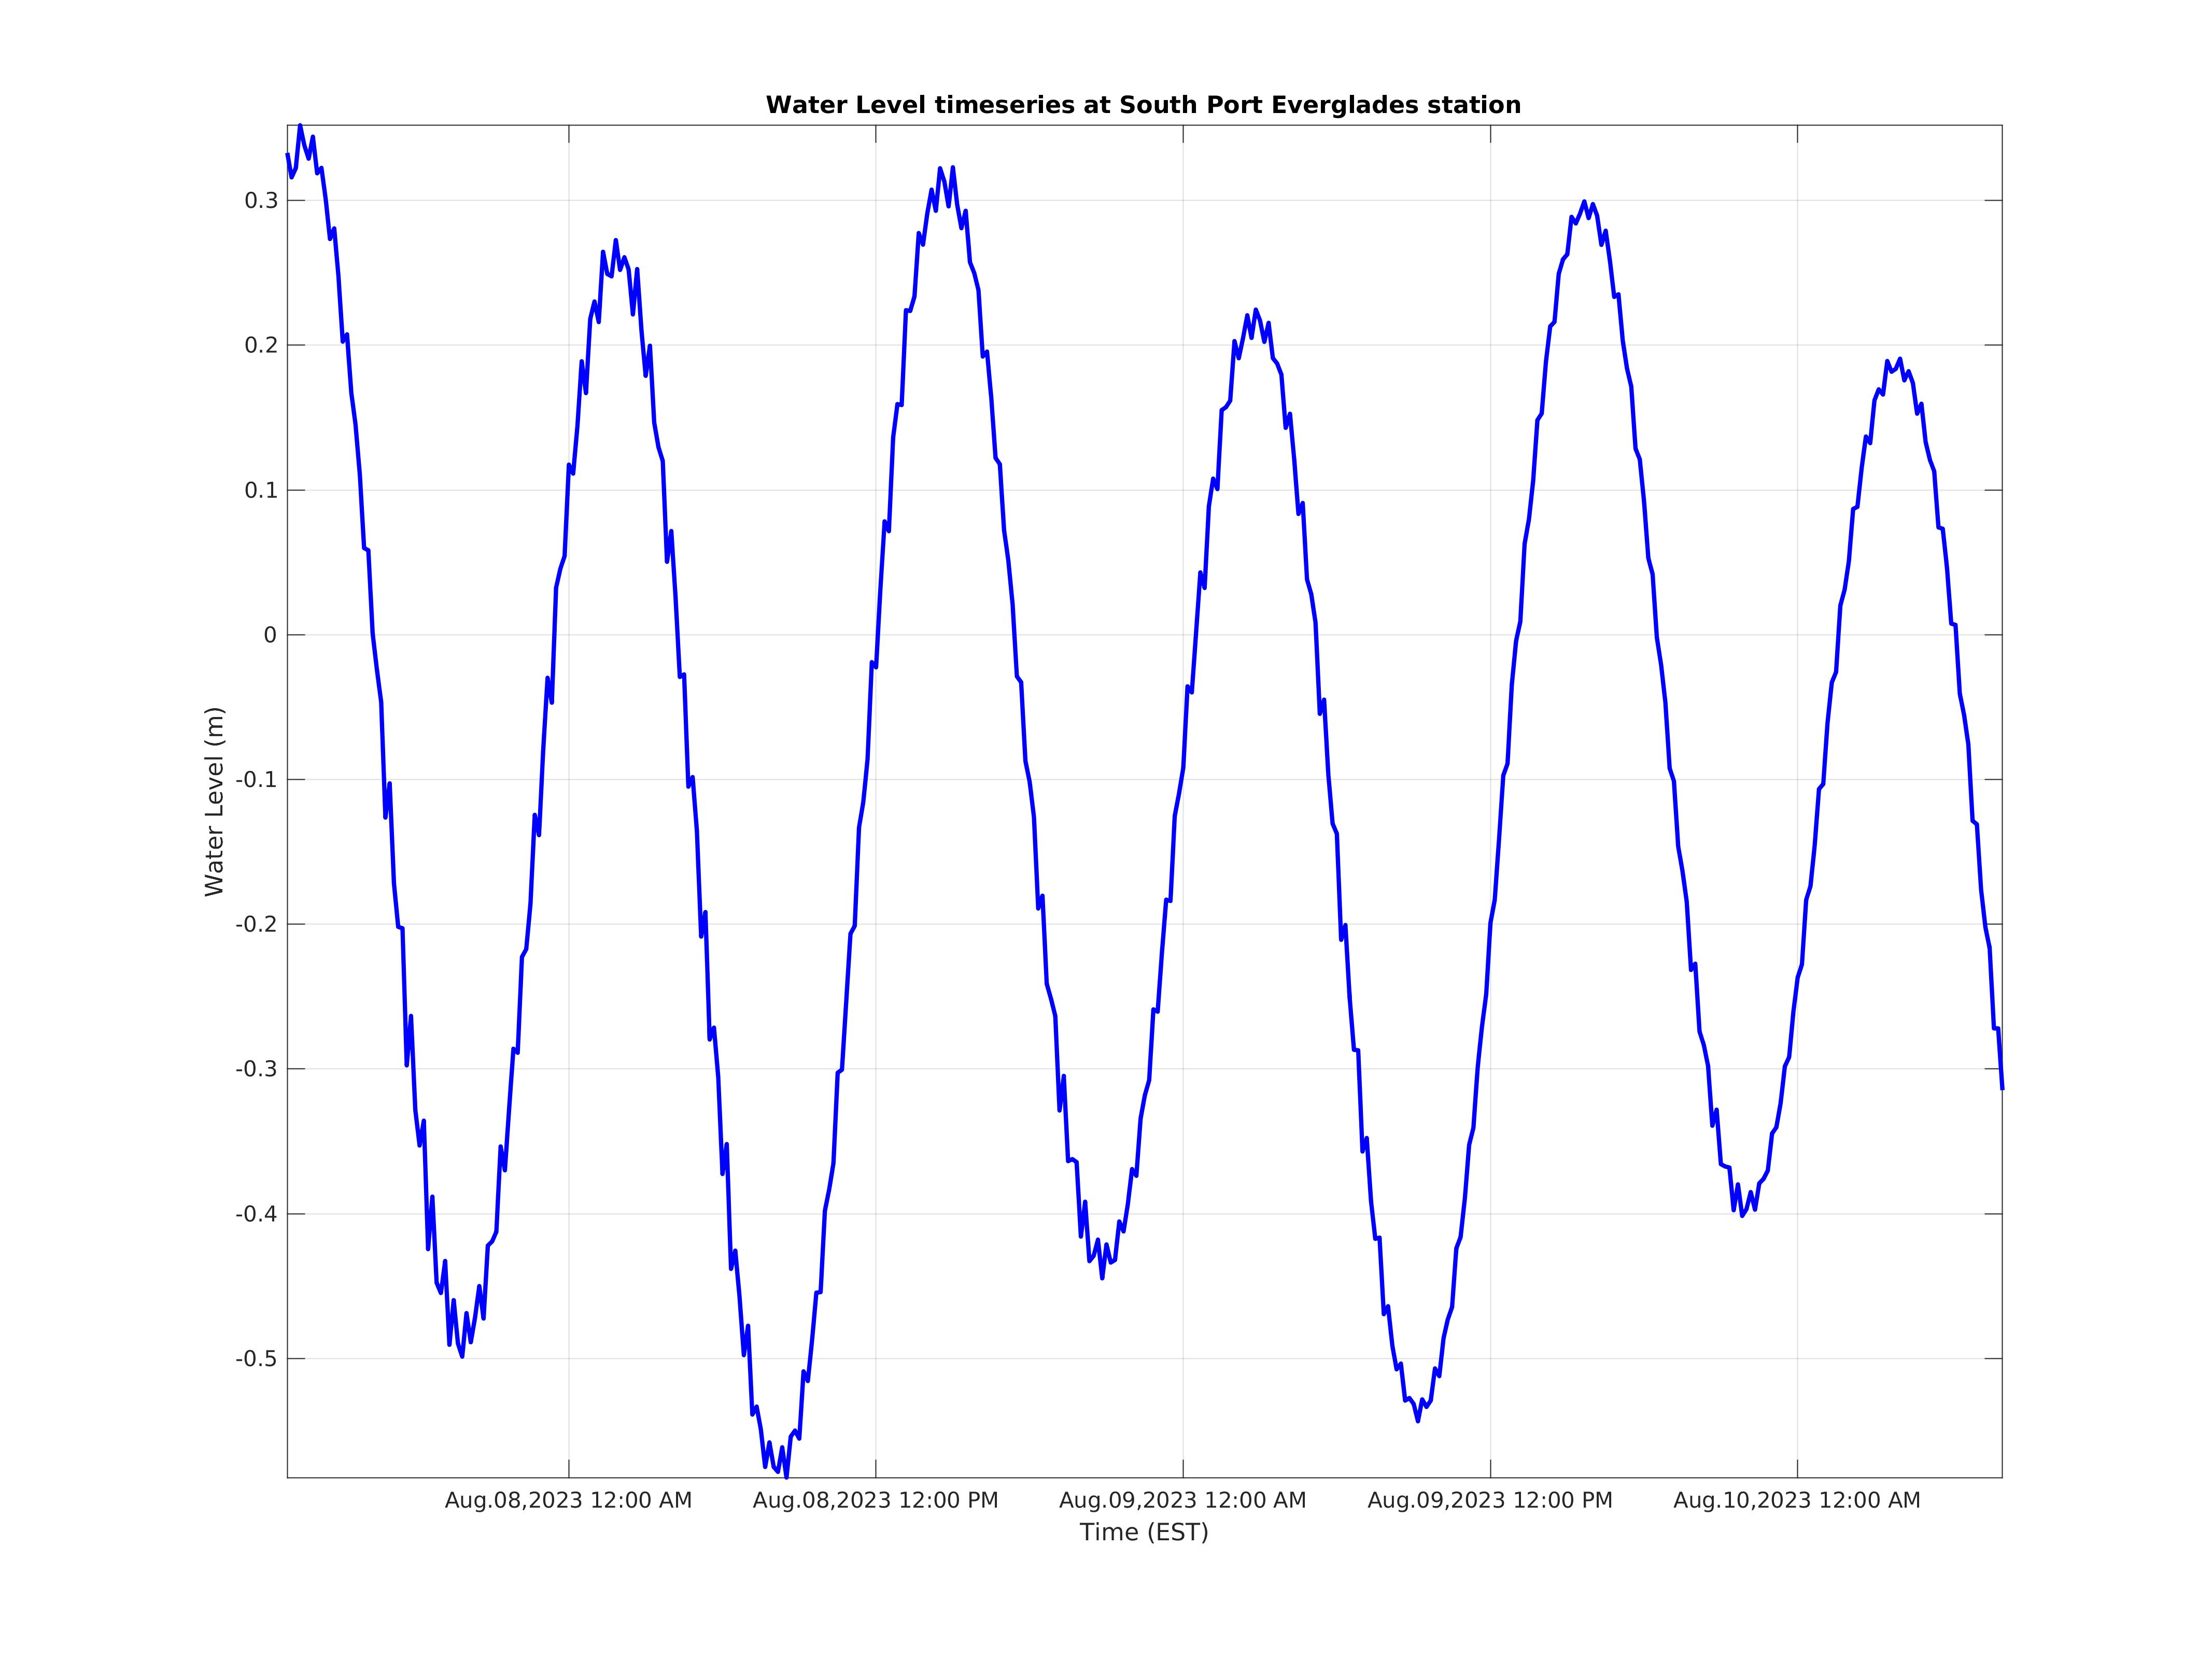 Water Level timeseries at South Port Everglades station
0.3
0.2
0.1
0
-0.1
-0.2
-0.3
-0.4
-0.5
Water Level (m)
Aug.08,2023 12:00 AM Aug.08,2023 12:00 PM Aug.09,2023 12:00 AM Aug.09,2023 12:00 PM Aug.10,2023 12:00 AM
Time (EST)